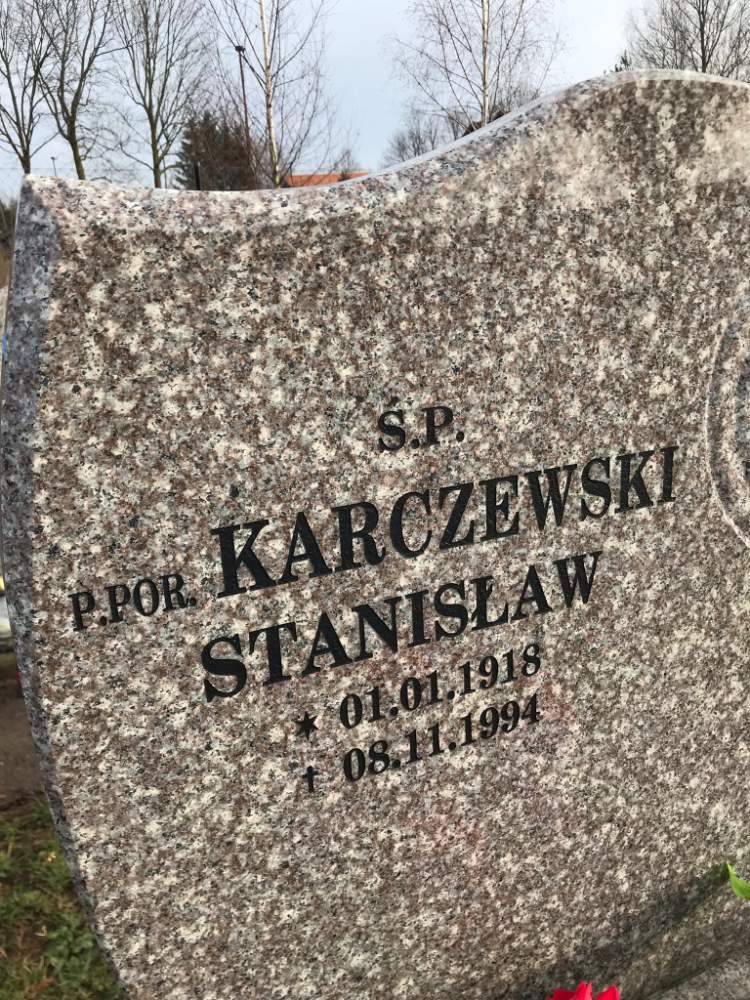 Ś.P.
P.POR. KARCZEWSKI
STANISŁAW
★ 01.01.1918
† 08.11.1994